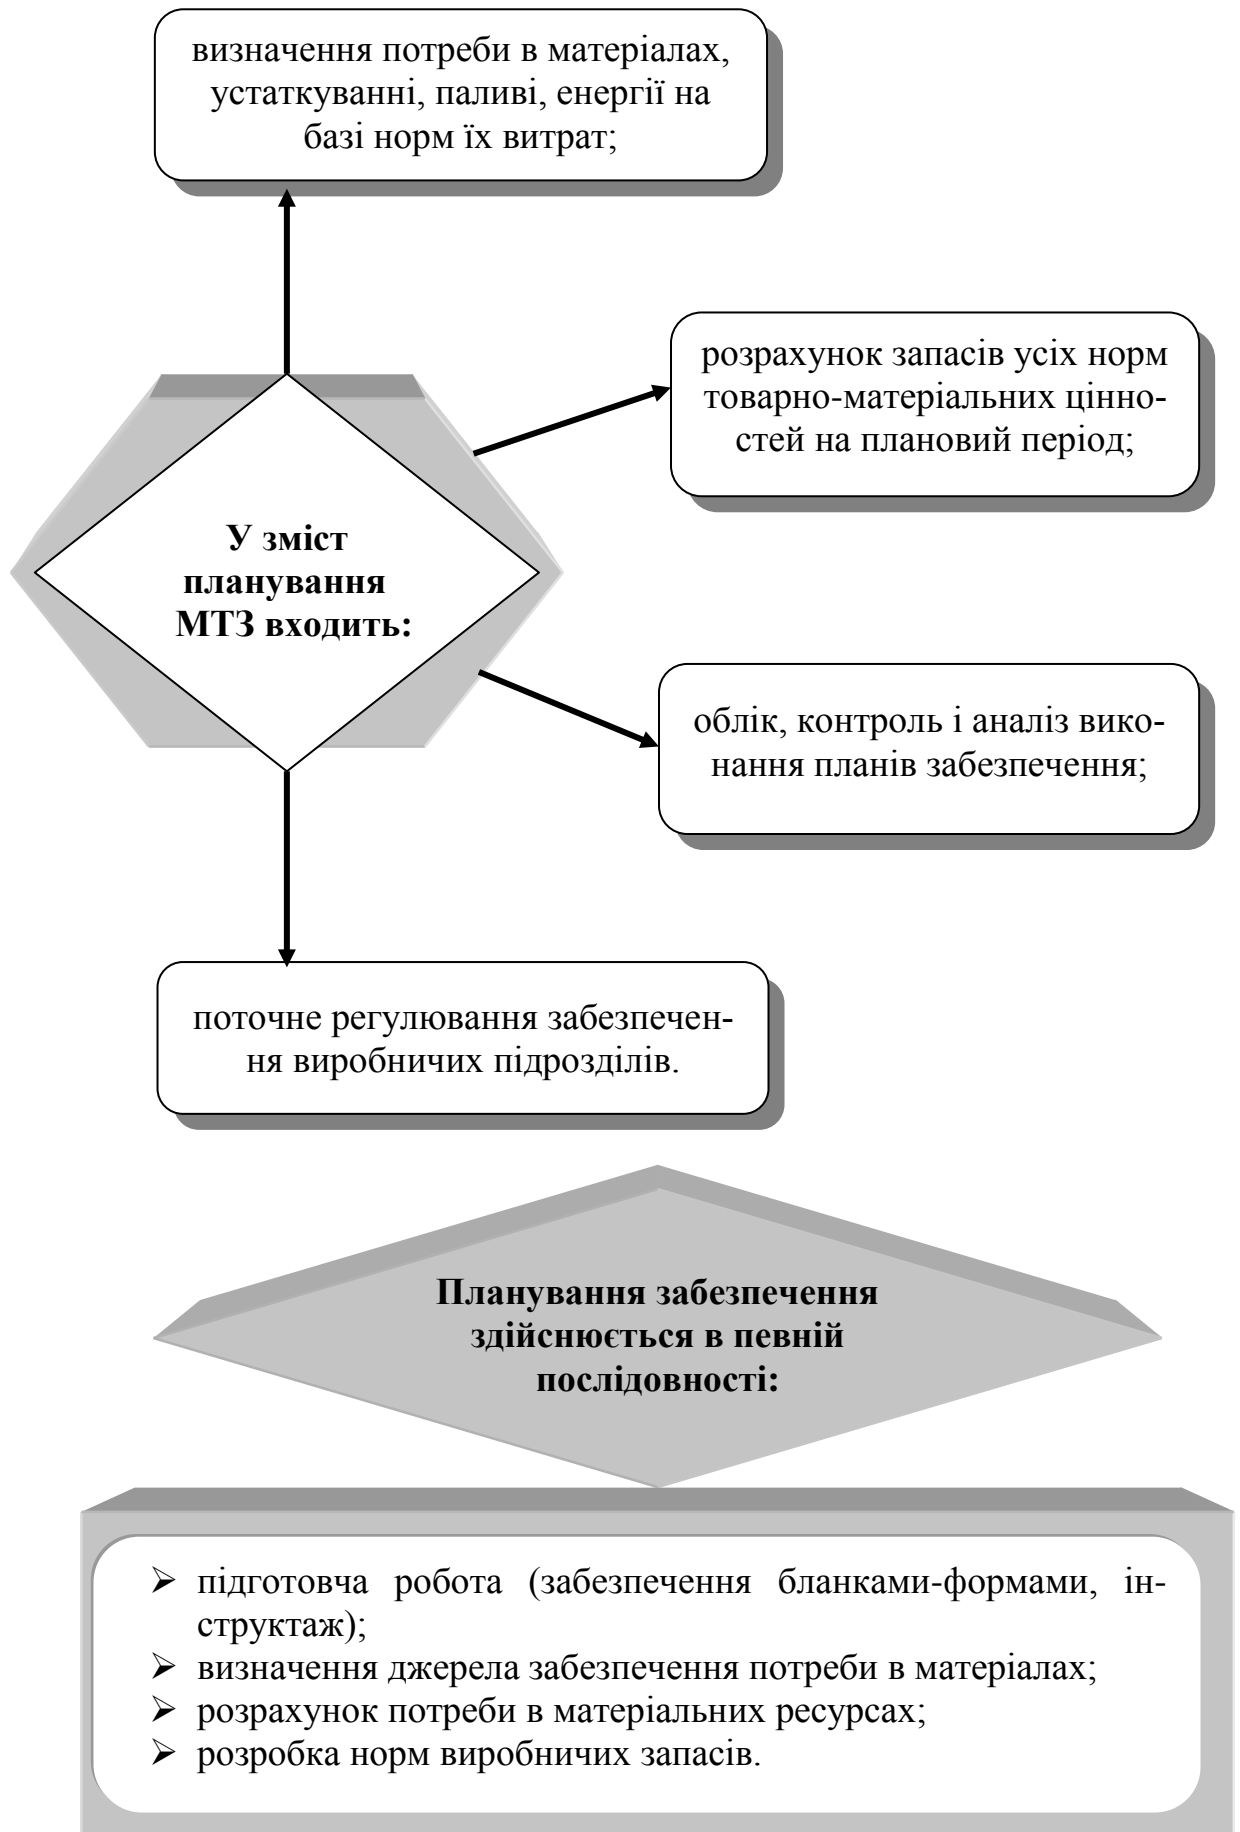 визначення потреби в матеріалах,
устаткуванні, паливі, енергії на
базі норм їх витрат;
розрахунок запасів усіх норм
товарно-матеріальних цінно-
стей на плановий період;
У зміст
планування
МТЗ входить:
облік, контроль і аналіз вико-
нання планів забезпечення;
поточне регулювання забезпечен-
ня виробничих підрозділів.
Планування забезпечення
здійснюється в певній
послідовності:
➢ підготовча робота (забезпечення бланками-формами, ін-
структаж);
➢ визначення джерела забезпечення потреби в матеріалах;
➢ розрахунок потреби в матеріальних ресурсах;
➢ розробка норм виробничих запасів.